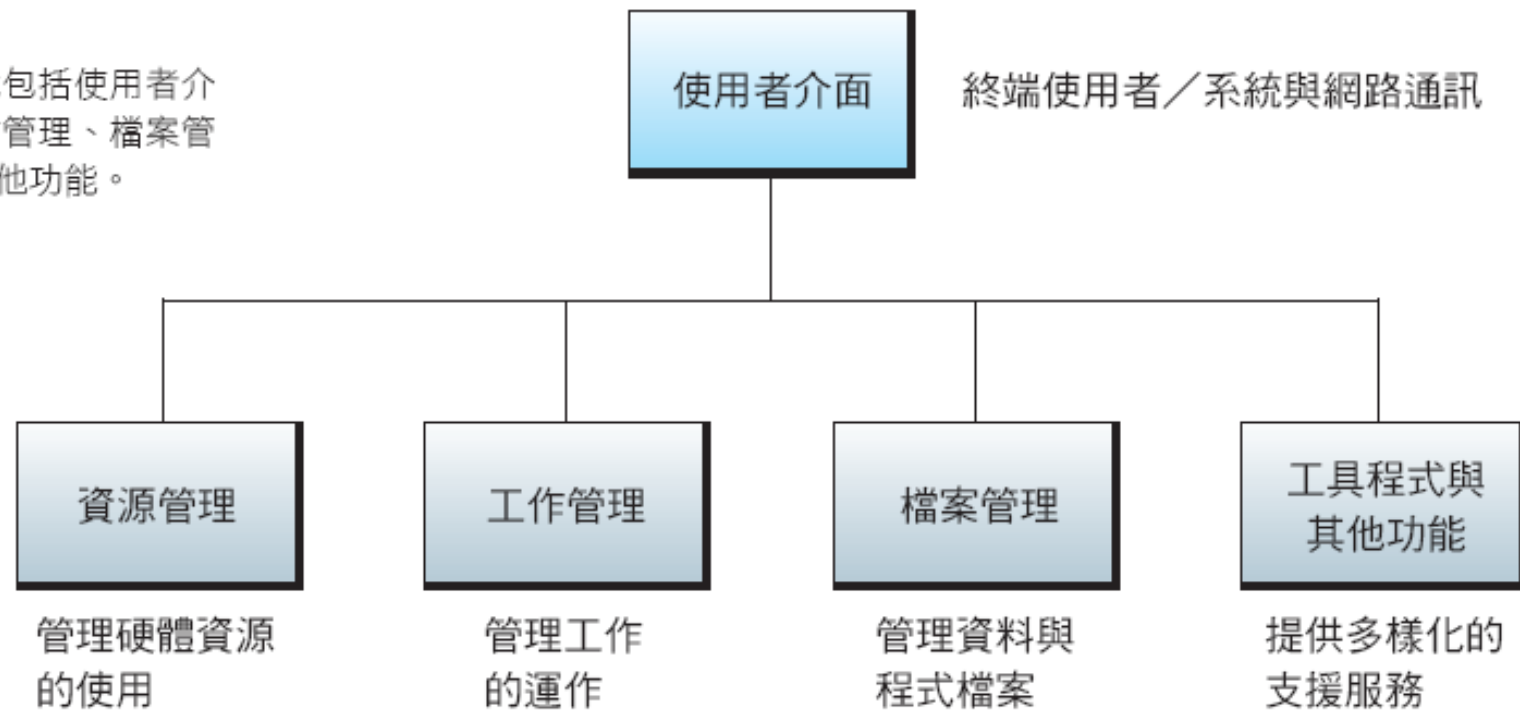 包括使用者介
管理、檔案管
他功能。
使用者介面
終端使用者／系統與網路通訊
資源管理
工作管理
檔案管理
工具程式與
其他功能
管理硬體資源
的使用
管理工作
的運作
管理資料與
程式檔案
提供多樣化的
支援服務